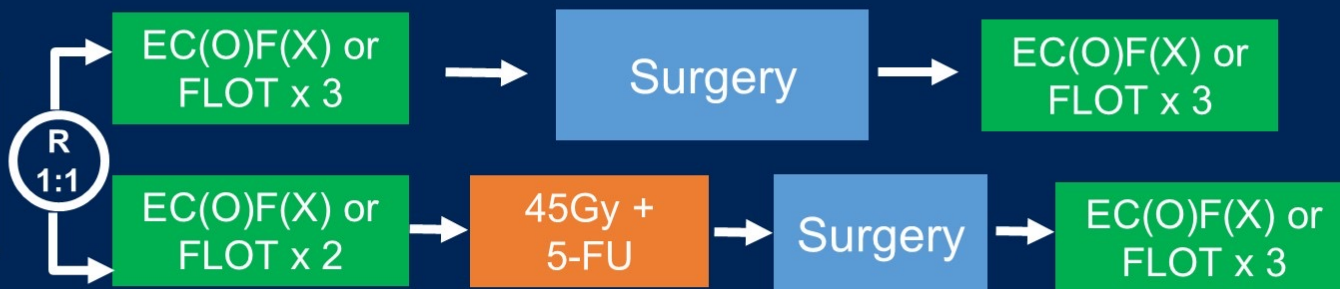 EC(O)F(X) or
FLOT x 3
Surgery
EC(O)F(X) or
FLOT x 3
R
1:1
EC(O)F(X) or
FLOT x 2
45Gy +
5-FU
Surgery
EC(O)F(X) or
FLOT x 3